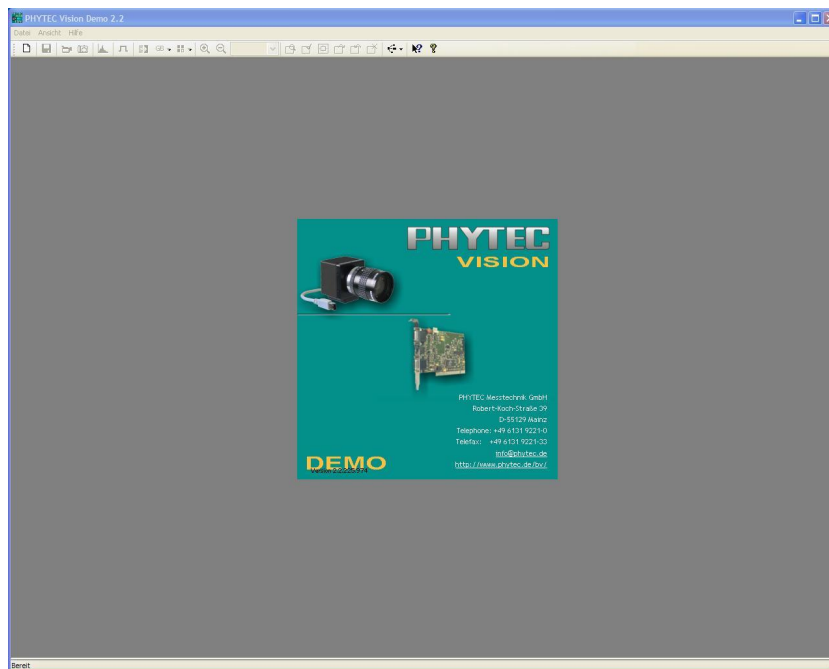 PHYTEC Vision Demo 2.2
Datei Ansicht Hilfe
PHYTEC
VISION
PHYTEC Messtechnik GmbH
Robert-Koch-Straße 39
D-55129 Mainz
Telephone: +49 6131 9221-0
Telefax: +49 6131 9221-33
info@phytec.de
http://www.phytec.de/bv/
DEMO
Bereit